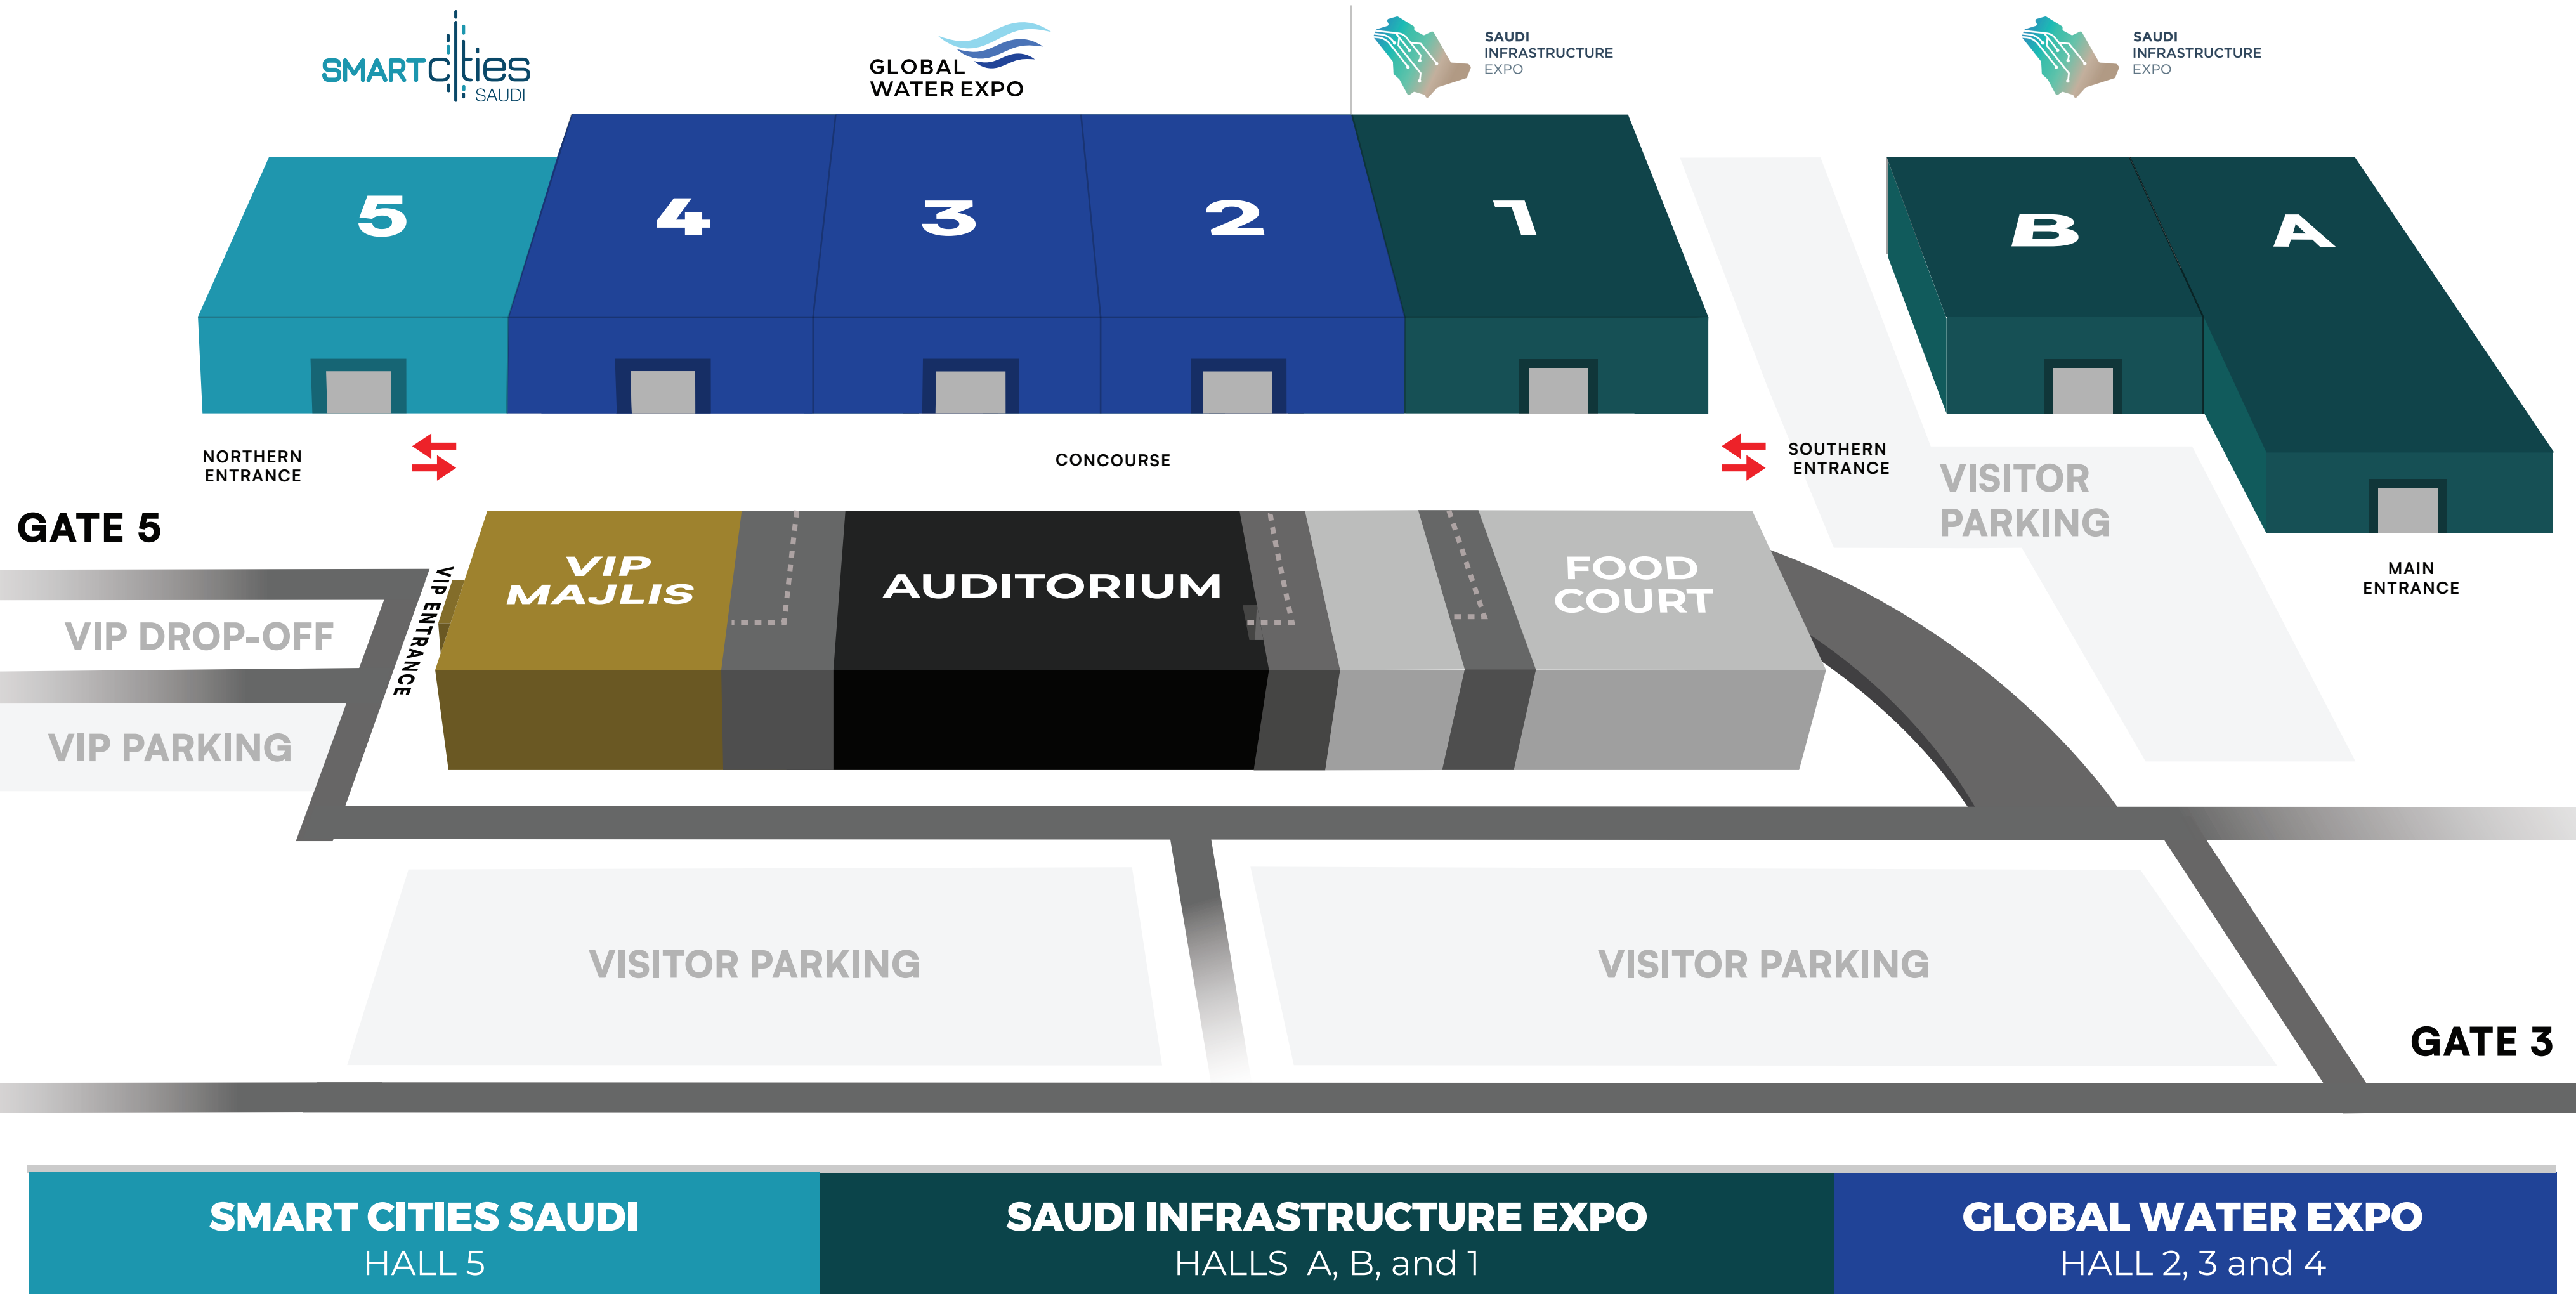 SMARTcities
SAUDI
GLOBAL
WATER EXPO
SAUDI
INFRASTRUCTURE
EXPO
SAUDI
INFRASTRUCTURE
EXPO
5
4
3
2
1
B
A
NORTHERN
ENTRANCE
CONCOURSE
SOUTHERN
ENTRANCE
VISITOR
PARKING
MAIN
ENTRANCE
GATE 5
VIP ENTRANCE
VIP
MAJLIS
AUDITORIUM
FOOD
COURT
VIP DROP-OFF
VIP PARKING
VISITOR PARKING
VISITOR PARKING
GATE 3
SMART CITIES SAUDI
HALL 5
SAUDI INFRASTRUCTURE EXPO
HALLS A, B, and 1
GLOBAL WATER EXPO
HALL 2, 3 and 4